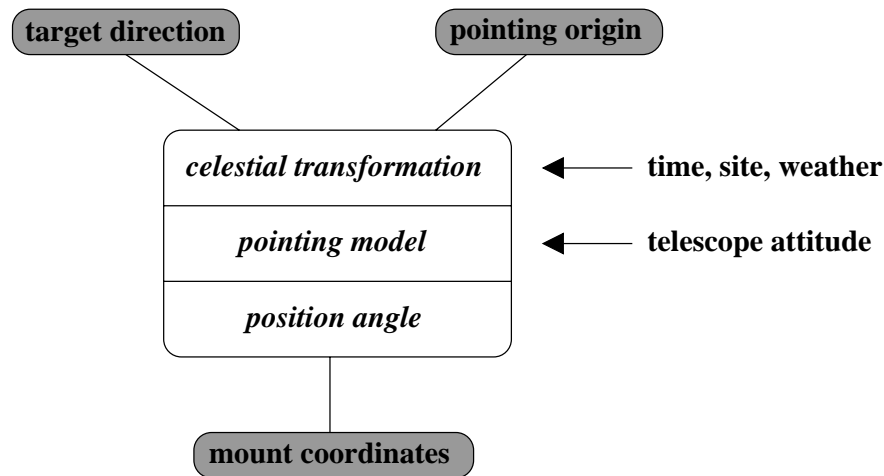 target direction
pointing origin
celestial transformation
time, site, weather
pointing model
telescope attitude
position angle
mount coordinates